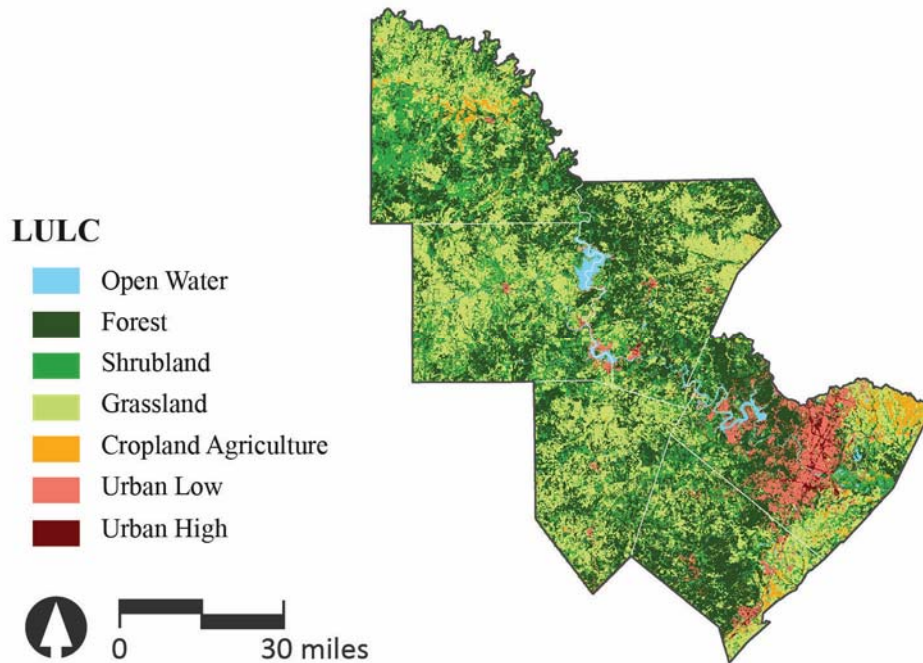 LULC
Open Water
Forest
Shrubland
Grassland
Cropland Agriculture
Urban Low
Urban High
0 30 miles